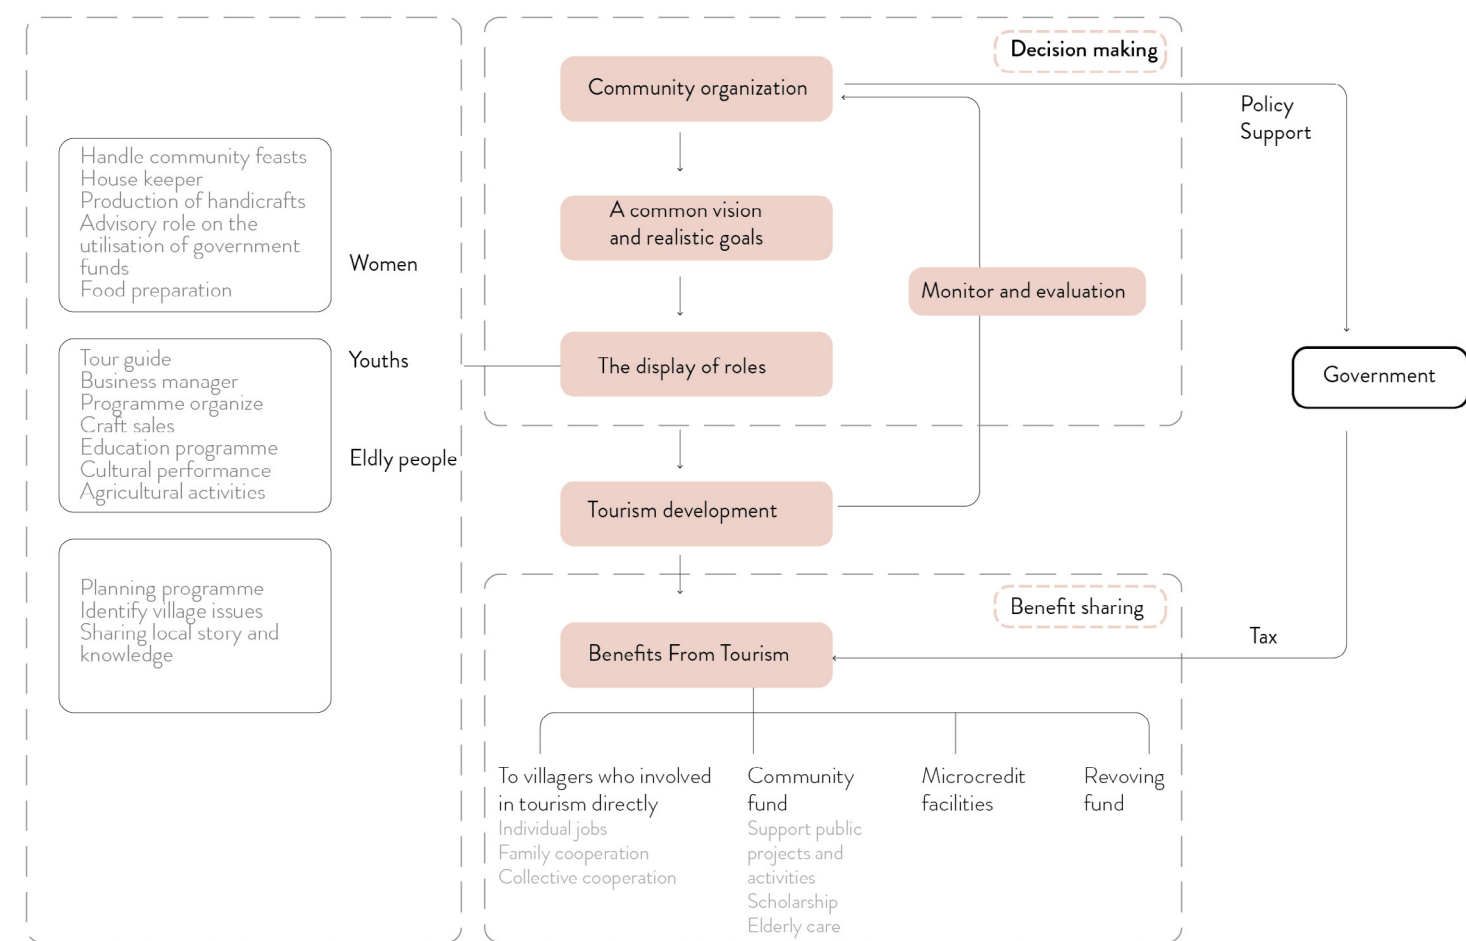 Decision making
Community organization
Policy
Support
Handle community feasts
House keeper
Production of handicrafts
Advisory role on the
utilisation of government
funds
Food preparation
Women
A common vision
and realistic goals
Monitor and evaluation
Tour guide
Business manager
Programme organize
Craft sales
Education programme
Cultural performance
Agricultural activities
Youths
The display of roles
Government
Eldly people
Tourism development
Planning programme
Identify village issues
Sharing local story and
knowledge
Benefit sharing
Benefits From Tourism
Tax
To villagers who involved
in tourism directly
Individual jobs
Family cooperation
Collective cooperation
Community
fund
Support public
projects and
activities
Scholarship
Elderly care
Microcredit
facilities
Revoving
fund